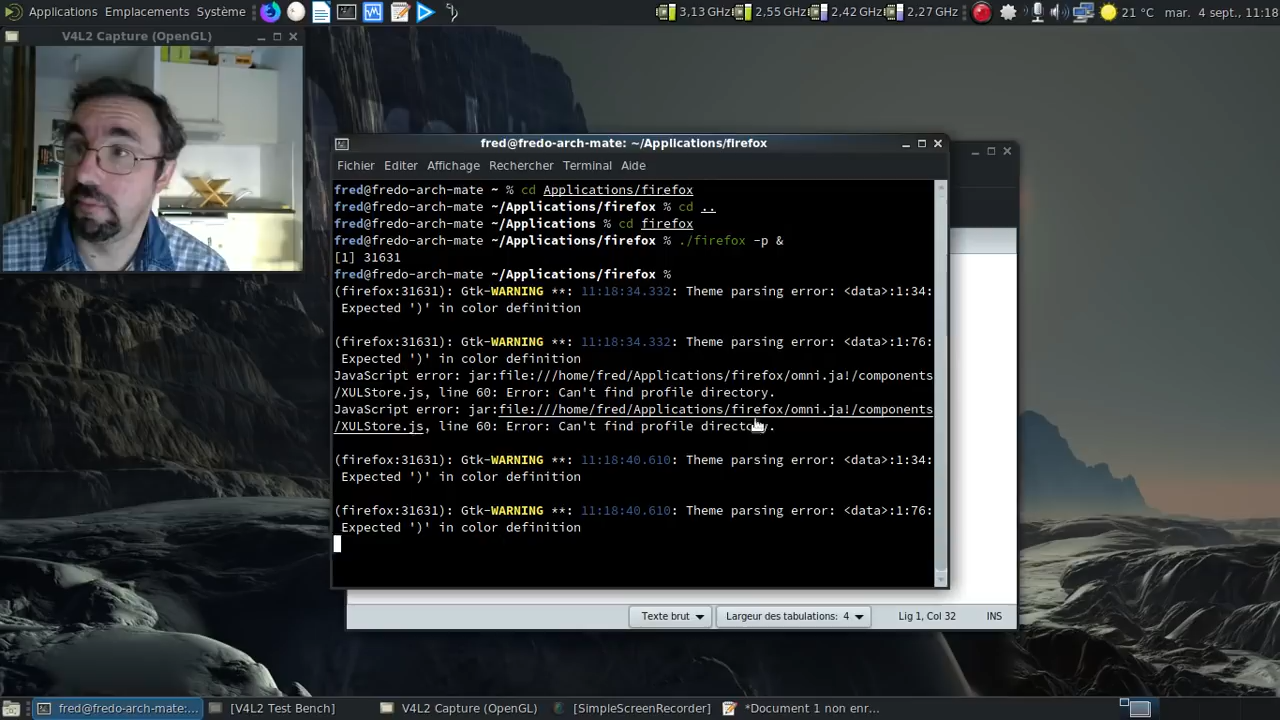 Applications Emplacements Système
3,13 GHz 2,55 GHz 2,42 GHz 2,27 GHz 21 °C mar. 4 sept., 11:18
V4L2 Capture (OpenGL)
fred@fredo-arch-mate: ~/Applications/firefox
Fichier Editer Affichage Rechercher Terminal Aide
fred@fredo-arch-mate ~ % cd Applications/firefox
fred@fredo-arch-mate ~/Applications/firefox % cd ..
fred@fredo-arch-mate ~/Applications % cd firefox
fred@fredo-arch-mate ~/Applications/firefox % ./firefox -p &
[1] 31631
fred@fredo-arch-mate ~/Applications/firefox %
(firefox:31631): Gtk-WARNING **: 11:18:34.332: Theme parsing error: <data>:1:34:
Expected ')' in color definition
(firefox:31631): Gtk-WARNING **: 11:18:34.332: Theme parsing error: <data>:1:76:
Expected ')' in color definition
JavaScript error: jar:file:///home/fred/Applications/firefox/omni.ja!/components
/XULStore.js, line 60: Error: Can't find profile directory.
JavaScript error: jar:file:///home/fred/Applications/firefox/omni.ja!/components
/XULStore.js, line 60: Error: Can't find profile directory.
(firefox:31631): Gtk-WARNING **: 11:18:40.610: Theme parsing error: <data>:1:34:
Expected ')' in color definition
(firefox:31631): Gtk-WARNING **: 11:18:40.610: Theme parsing error: <data>:1:76:
Expected ')' in color definition
Texte brut Largeur des tabulations: 4 Lig 1, Col 32 INS
fred@fredo-arch-mate:... [V4L2 Test Bench] V4L2 Capture (OpenGL) [SimpleScreenRecorder] *Document 1 non enr...